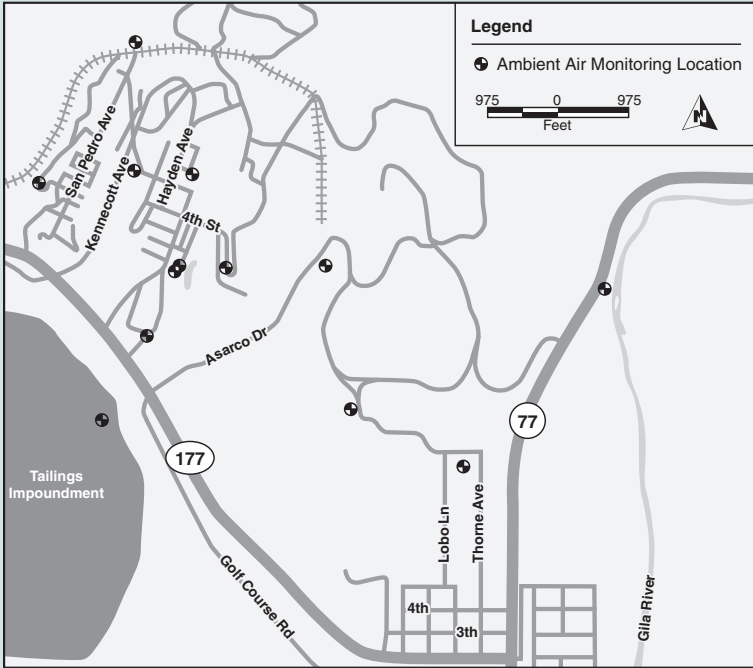 Legend
Ambient Air Monitoring Location
975 0 975
Feet
N
San Pedro Ave
Kennecott Ave
Hayden Ave
4th St
Asarco Dr
77
177
Tailings
Impoundment
Lobo Ln
Thorne Ave
Golf Course Rd
4th
3th
Gila River